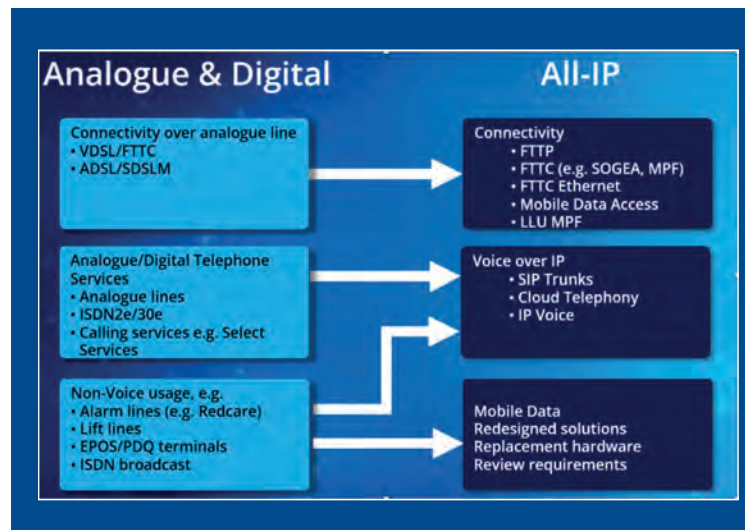 Analogue & Digital
All-IP
Connectivity over analogue line
• VDSL/FTTC
• ADSL/SDSLM
Connectivity
• FTTP
• FTTC (e.g. SOGEA, MPF)
• FTTC Ethernet
• Mobile Data Access
• LLU MPF
Analogue/Digital Telephone
Services
• Analogue lines
• ISDN2e/30e
• Calling services e.g. Select
Services
Voice over IP
• SIP Trunks
• Cloud Telephony
• IP Voice
Non-Voice usage, e.g.
• Alarm lines (e.g. Redcare)
• Lift lines
• EPOS/PDQ terminals
• ISDN broadcast
Mobile Data
Redesigned solutions
Replacement hardware
Review requirements